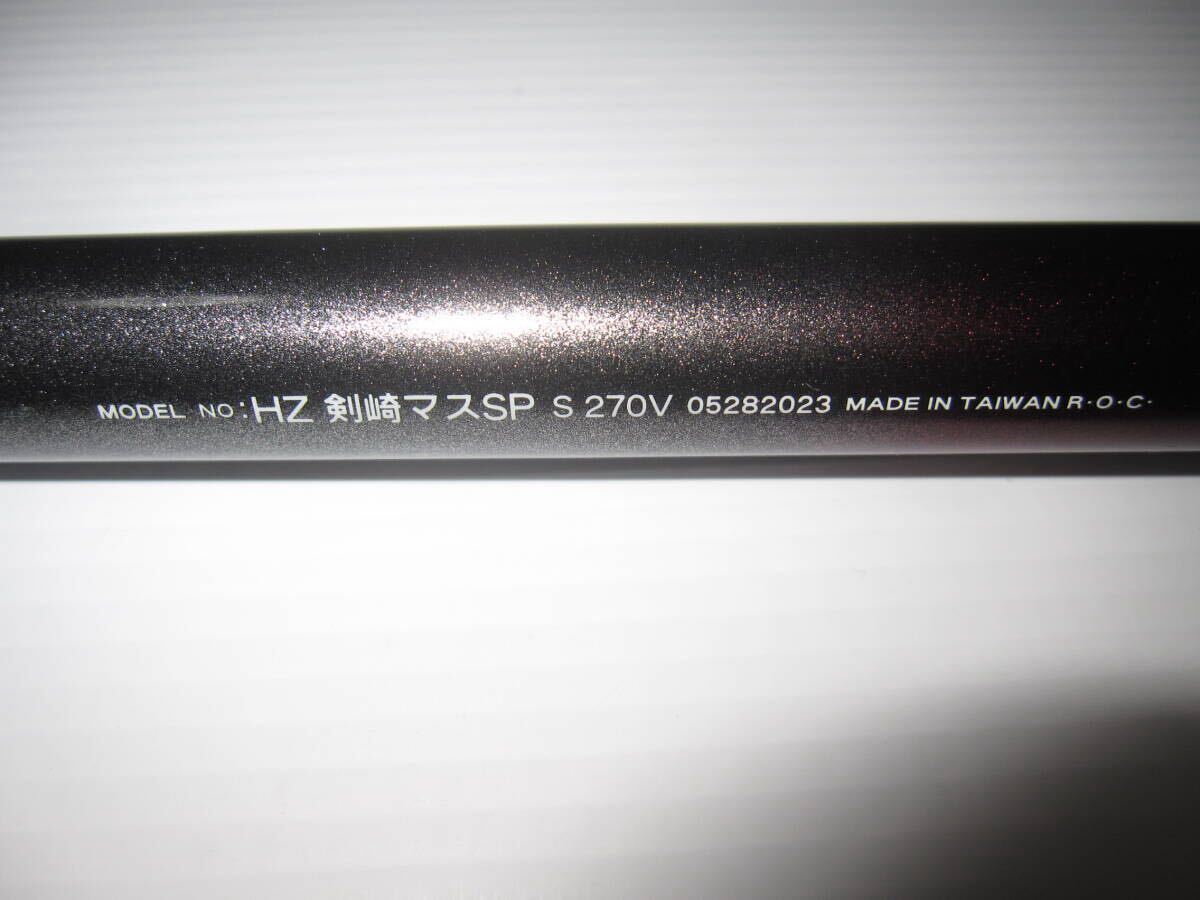 MODEL NO:HZ 剣崎マスSP S 270V 05282023 MADE IN TAIWAN R·O·C·